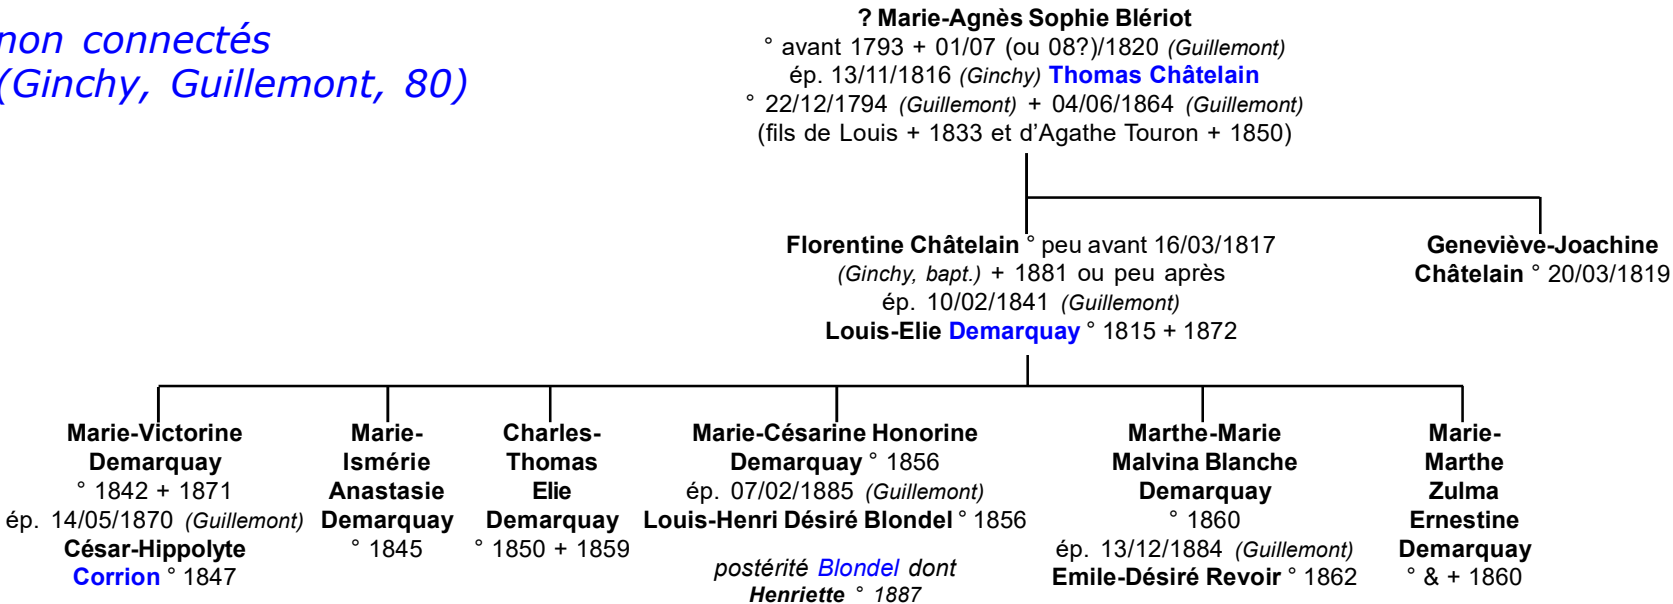 non connectés
(Ginchy, Guillemont, 80)
? Marie-Agnès Sophie Blériot
° avant 1793 + 01/07 (ou 08?)/1820 (Guillemont)
ép. 13/11/1816 (Ginchy) Thomas Châtelain
° 22/12/1794 (Guillemont) + 04/06/1864 (Guillemont)
(fils de Louis + 1833 et d'Agathe Touron + 1850)
Florentine Châtelain ° peu avant 16/03/1817
(Ginchy, bapt.) + 1881 ou peu après
ép. 10/02/1841 (Guillemont)
Louis-Elie Demarquay ° 1815 + 1872
Geneviève-Joachine
Châtelain ° 20/03/1819
Marie-Victorine
Demarquay
° 1842 + 1871
ép. 14/05/1870 (Guillemont)
César-Hippolyte
Corrion ° 1847
Marie-
Ismérie
Anastasie
Demarquay
° 1845
Charles-
Thomas
Elie
Demarquay
° 1850 + 1859
Marie-Césarine Honorine
Demarquay ° 1856
ép. 07/02/1885 (Guillemont)
Louis-Henri Désiré Blondel ° 1856
postérité Blondel dont
Henriette ° 1887
Marthe-Marie
Malvina Blanche
Demarquay
° 1860
ép. 13/12/1884 (Guillemont)
Emile-Désiré Revoir ° 1862
Marie-
Marthe
Zulma
Ernestine
Demarquay
° & + 1860